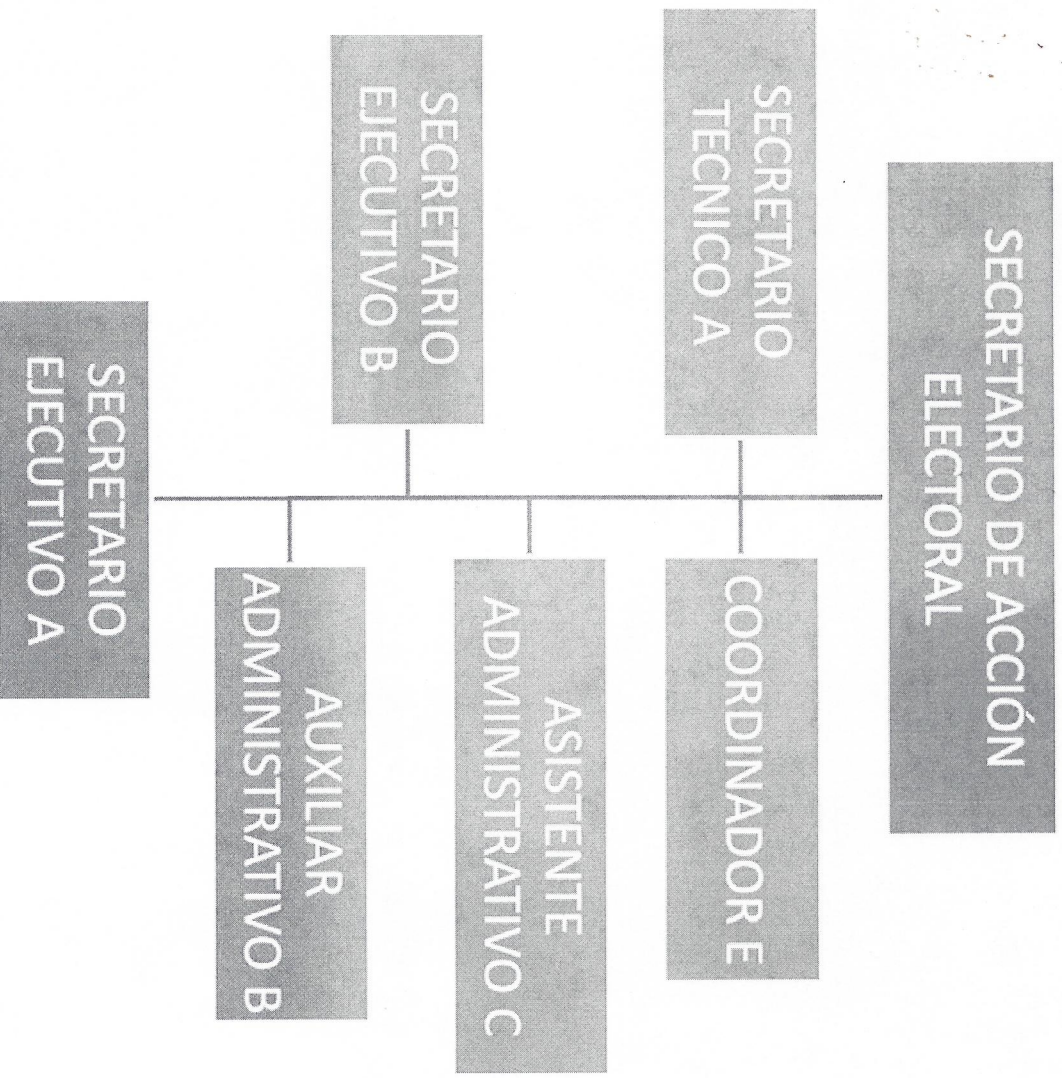 SECRETARIO DE ACCIÓN
ELECTORAL
SECRETARIO
TECNICO A
COORDINADOR E
ASISTENTE
ADMINISTRATIVO C
SECRETARIO
EJECUTIVO B
AUXILIAR
ADMINISTRATIVO B
SECRETARIO
EJECUTIVO A